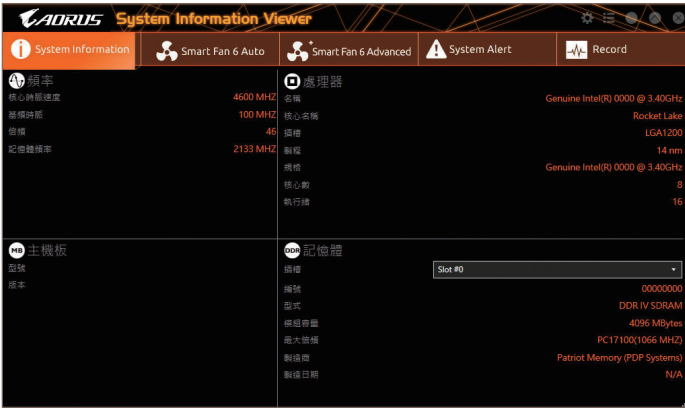 AORUS System Information Viewer
System Information
Smart Fan 6 Auto
Smart Fan 6 Advanced
System Alert
Record
頻率
核心時脈速度 4600 MHZ
基頻時脈 100 MHZ
倍頻 46
記憶體頻率 2133 MHZ
處理器
名稱 Genuine Intel(R) 0000 @ 3.40GHz
核心名稱 Rocket Lake
插槽 LGA1200
製程 14 nm
規格 Genuine Intel(R) 0000 @ 3.40GHz
核心數 8
執行緒 16
MB 主機板
型號
版本
DDR 記憶體
插槽 Slot #0
編號 00000000
型式 DDR IV SDRAM
模組容量 4096 MBytes
最大倍頻 PC17100(1066 MHZ)
製造商 Patriot Memory (PDP Systems)
製造日期 N/A